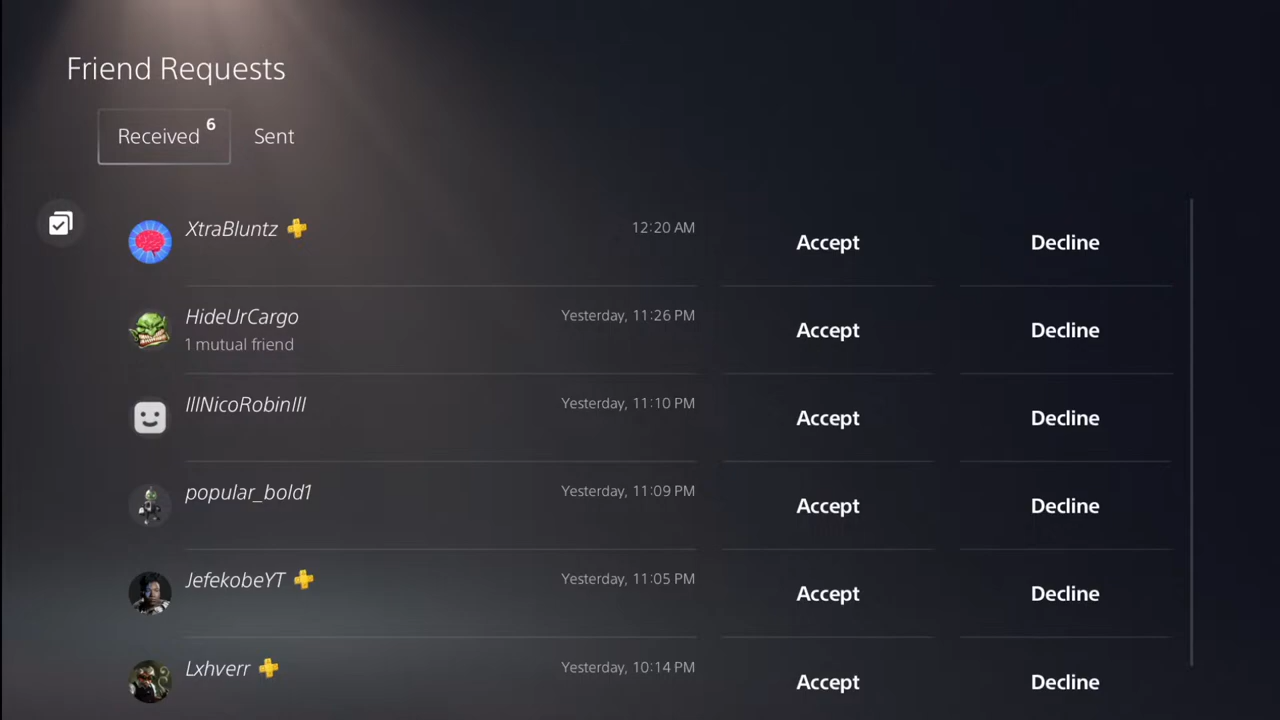 Friend Requests
Received 6
Sent
XtraBluntz
12:20 AM
Accept
Decline
HideUrCargo
1 mutual friend
Yesterday, 11:26 PM
Accept
Decline
IllNicoRobinIll
Yesterday, 11:10 PM
Accept
Decline
popular_bold1
Yesterday, 11:09 PM
Accept
Decline
JefekobeYT
Yesterday, 11:05 PM
Accept
Decline
Lxhverr
Yesterday, 10:14 PM
Accept
Decline